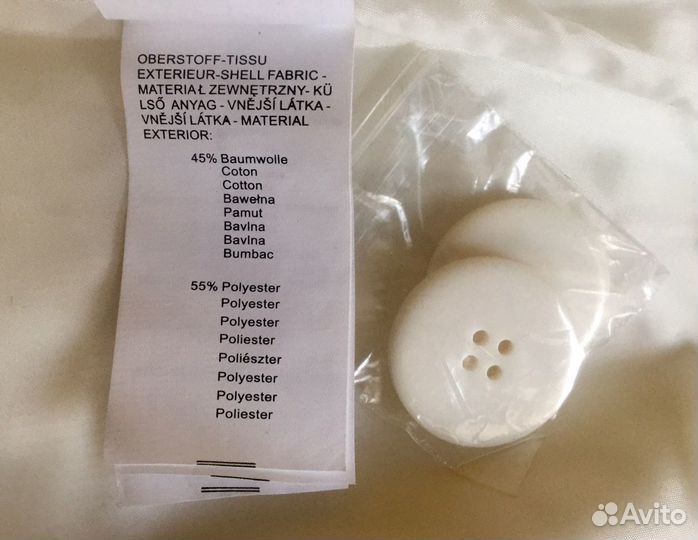 OBERSTOFF-TISSU
EXTERIEUR-SHELL FABRIC -
MATERIAŁ ZEWNĘTRZNY- KÜ
LSŐ ANYAG - VNĚJŠÍ LÁTKA -
VNĚJŠÍ LÁTKA - MATERIAL
EXTERIOR:
45% Baumwolle
Coton
Cotton
Bawełna
Pamut
Bavlna
Bavlna
Bumbac
55% Polyester
Polyester
Polyester
Poliester
Poliészter
Polyester
Polyester
Poliester
Avito